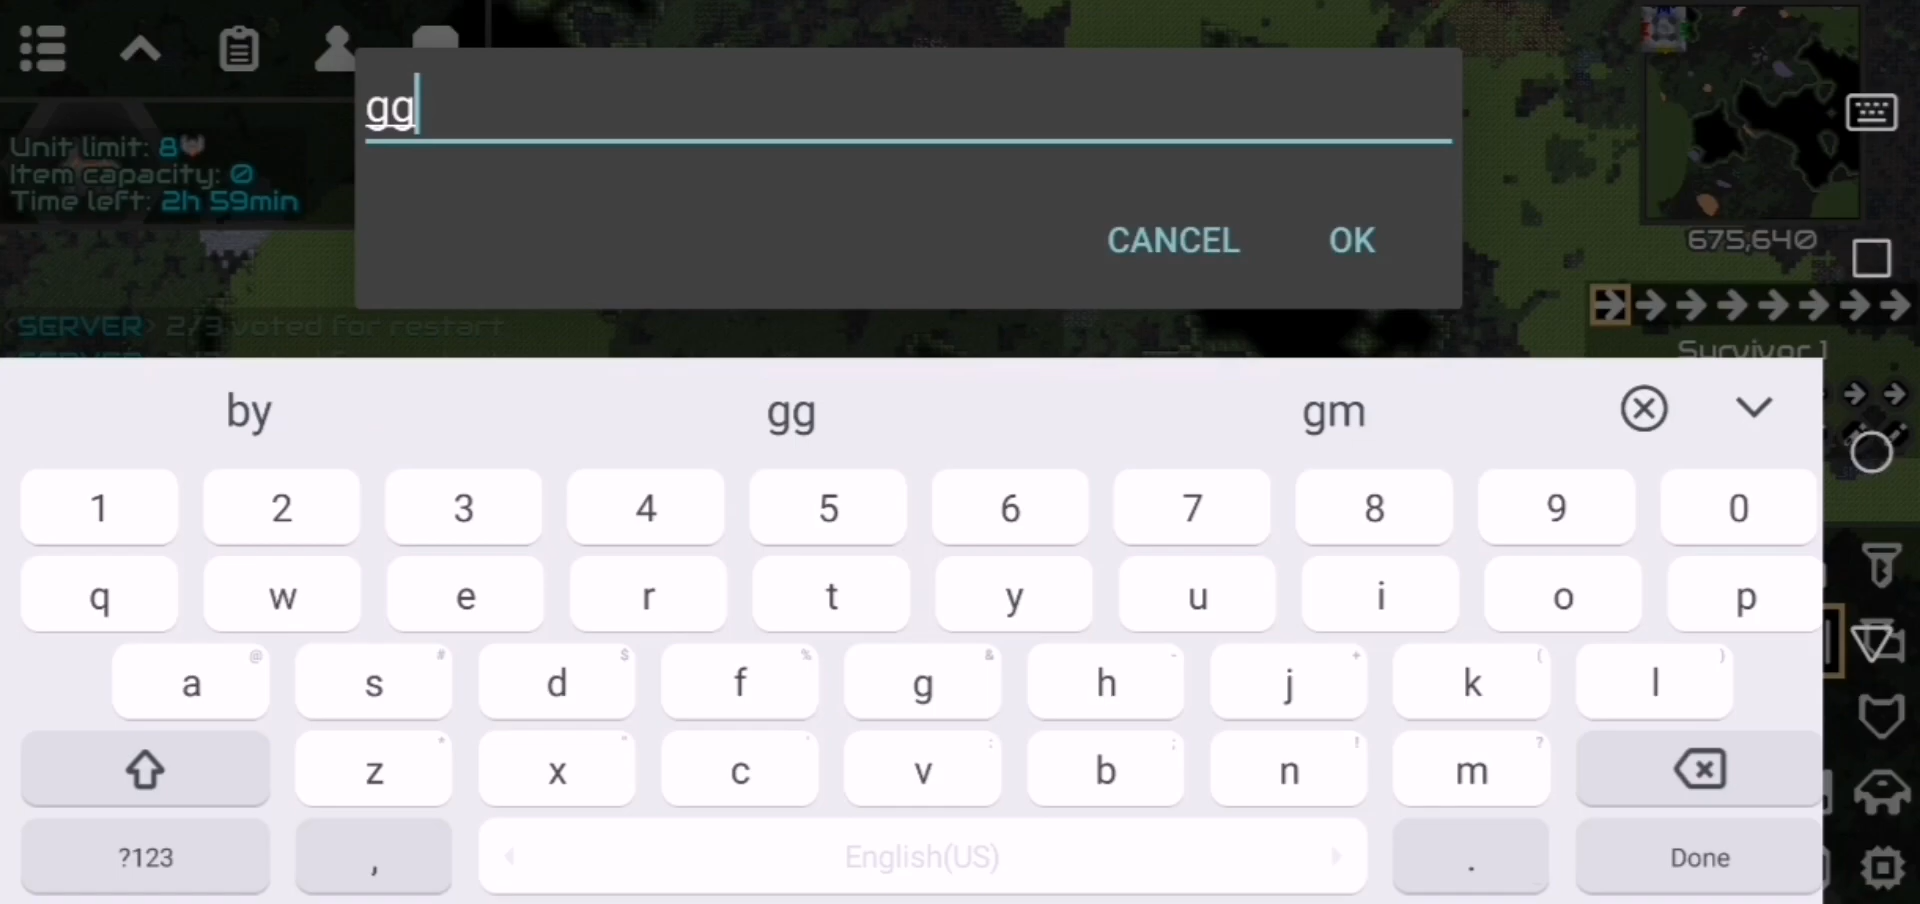 gg
Unit limit: 8
Item capacity: 0
Time left: 2h 59min
CANCEL OK
675,640
<SERVER> 2/3 voted for restart
Survivor 1
by gg gm
1 2 3 4 5 6 7 8 9 0
q w e r t y u i o p
@ # $ % & - + ( )
a s d f g h j k l
* " ' : ; ! ?
z x c v b n m
?123 , English(US) . Done